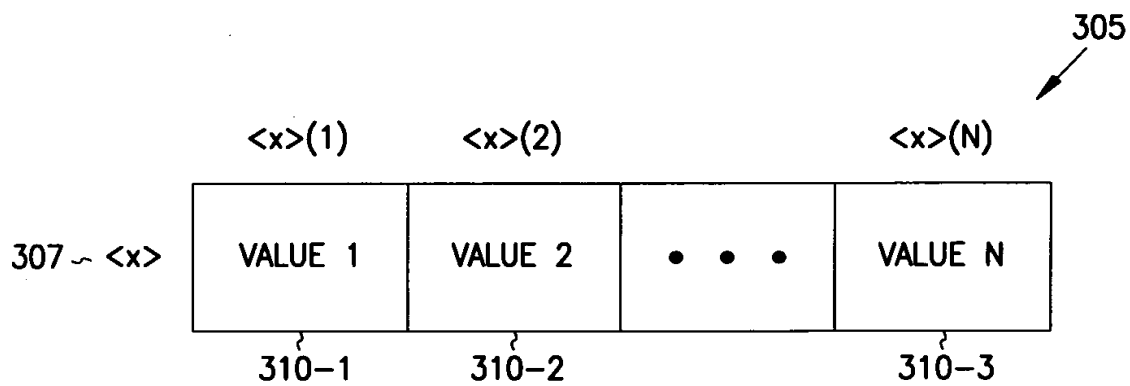 305
<x>(1) <x>(2) <x>(N)
307 ~ <x> VALUE 1 VALUE 2 • • • VALUE N
310-1 310-2 310-3